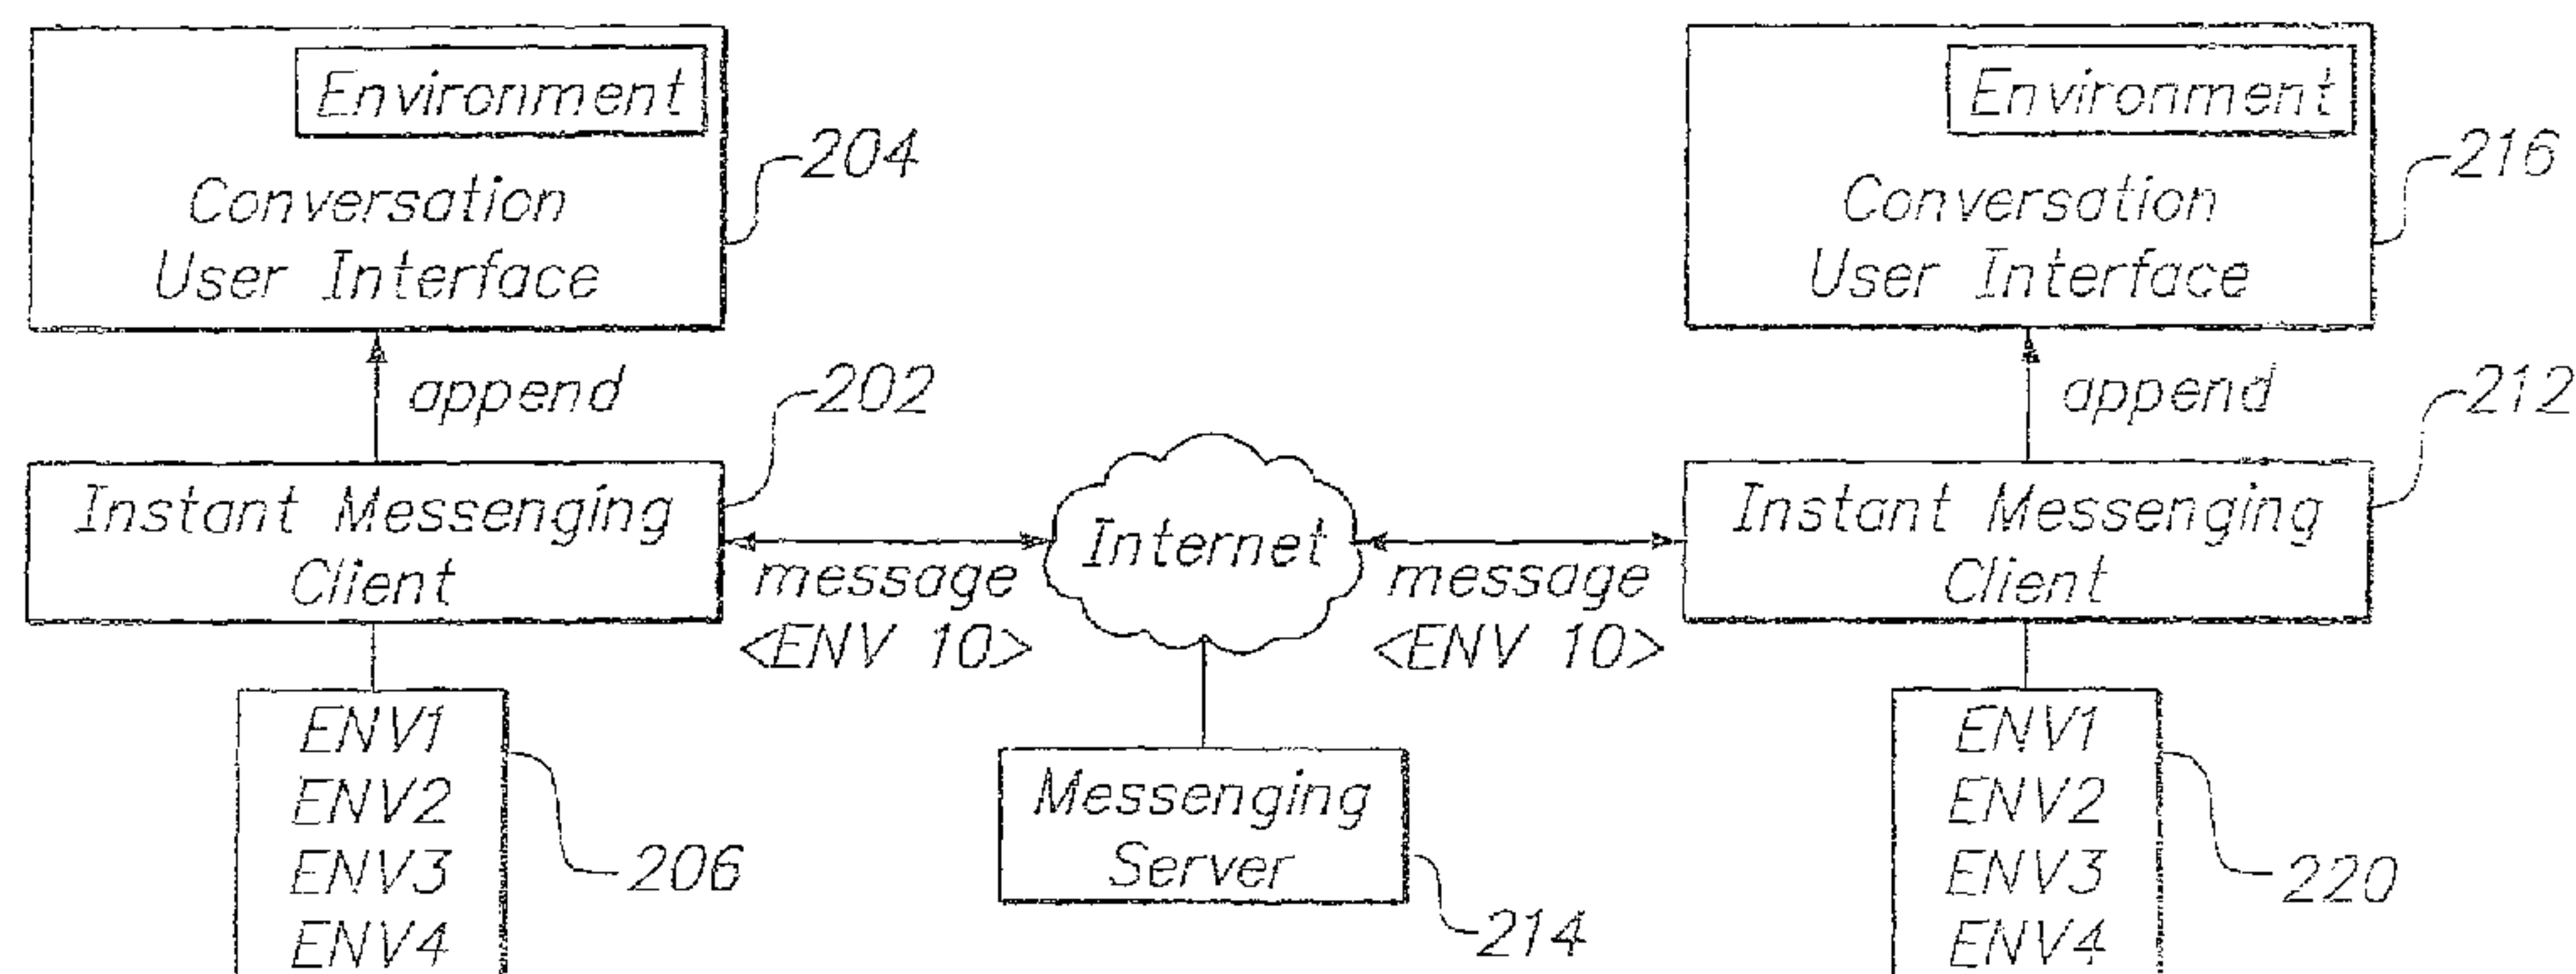 Environment
Conversation
User Interface
204
append
202
Instant Messenging
Client
message
<ENV 10>
ENV1
ENV2
ENV3
ENV4
206
Internet
Messenging
Server
214
message
<ENV 10>
Environment
Conversation
User Interface
216
append
212
Instant Messenging
Client
ENV1
ENV2
ENV3
ENV4
220